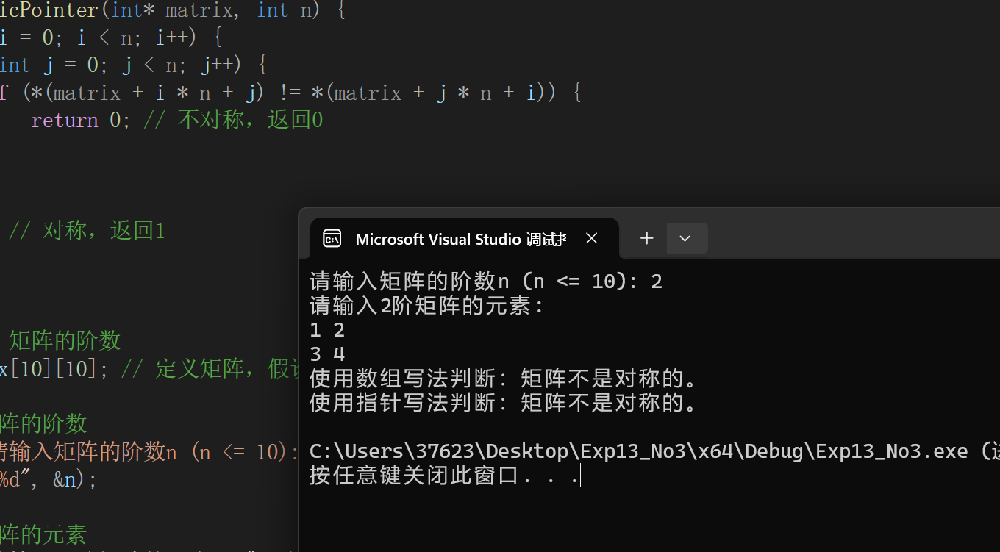 icPointer(int* matrix, int n) {
i = 0; i < n; i++) {
int j = 0; j < n; j++) {
f (*(matrix + i * n + j) != *(matrix + j * n + i)) {
return 0; // 不对称，返回0
// 对称，返回1
矩阵的阶数
x[10][10]; // 定义矩阵，假设
阵的阶数
请输入矩阵的阶数n (n <= 10):
%d", &n);
阵的元素
Microsoft Visual Studio 调试控
请输入矩阵的阶数n (n <= 10): 2
请输入2阶矩阵的元素:
1 2
3 4
使用数组写法判断: 矩阵不是对称的。
使用指针写法判断: 矩阵不是对称的。
C:\Users\37623\Desktop\Exp13_No3\x64\Debug\Exp13_No3.exe (进
按任意键关闭此窗口. . .